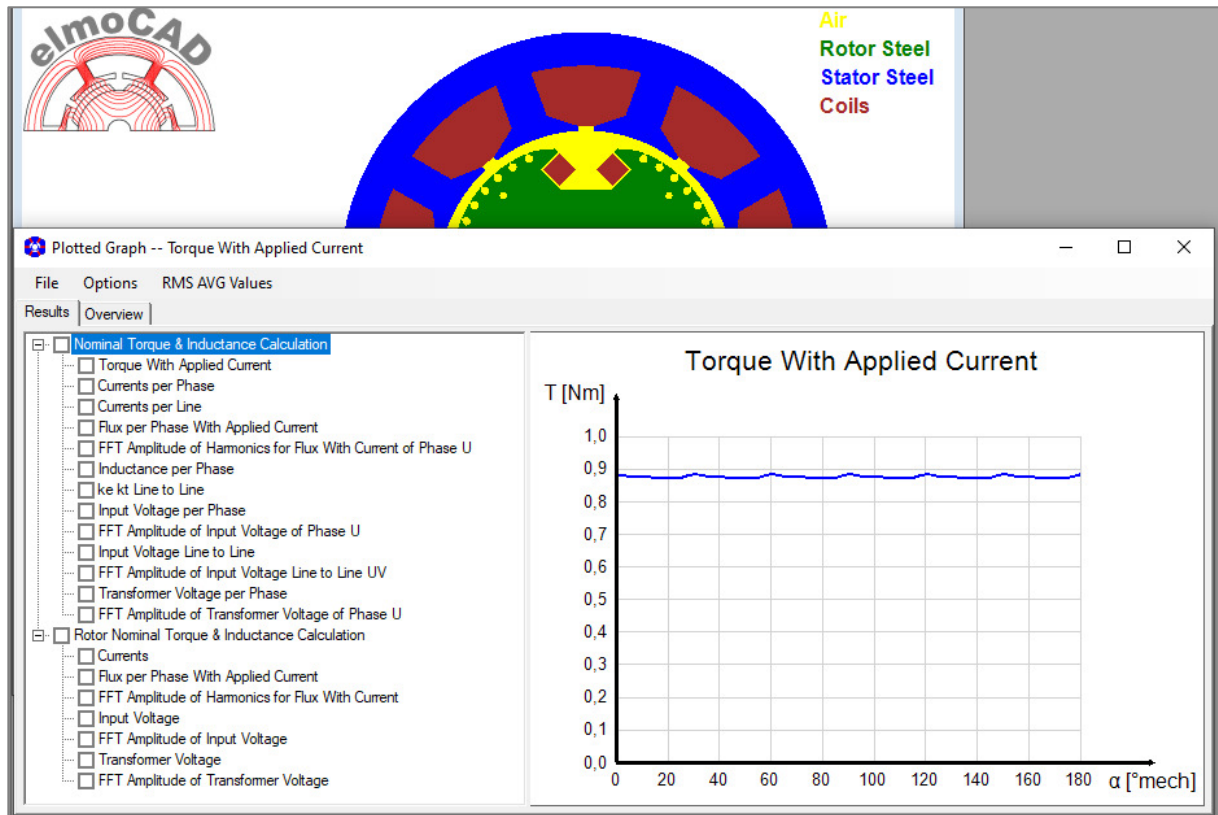 elmoCAD
Air
Rotor Steel
Stator Steel
Coils
Plotted Graph -- Torque With Applied Current
File Options RMS AVG Values
Results Overview
Nominal Torque & Inductance Calculation
Torque With Applied Current
Currents per Phase
Currents per Line
Flux per Phase With Applied Current
FFT Amplitude of Harmonics for Flux With Current of Phase U
Inductance per Phase
ke kt Line to Line
Input Voltage per Phase
FFT Amplitude of Input Voltage of Phase U
Input Voltage Line to Line
FFT Amplitude of Input Voltage Line to Line UV
Transformer Voltage per Phase
FFT Amplitude of Transformer Voltage of Phase U
Rotor Nominal Torque & Inductance Calculation
Currents
Flux per Phase With Applied Current
FFT Amplitude of Harmonics for Flux With Current
Input Voltage
FFT Amplitude of Input Voltage
Transformer Voltage
FFT Amplitude of Transformer Voltage
Torque With Applied Current
T [Nm]
1,0
0,9
0,8
0,7
0,6
0,5
0,4
0,3
0,2
0,1
0,0
0 20 40 60 80 100 120 140 160 180 α [°mech]